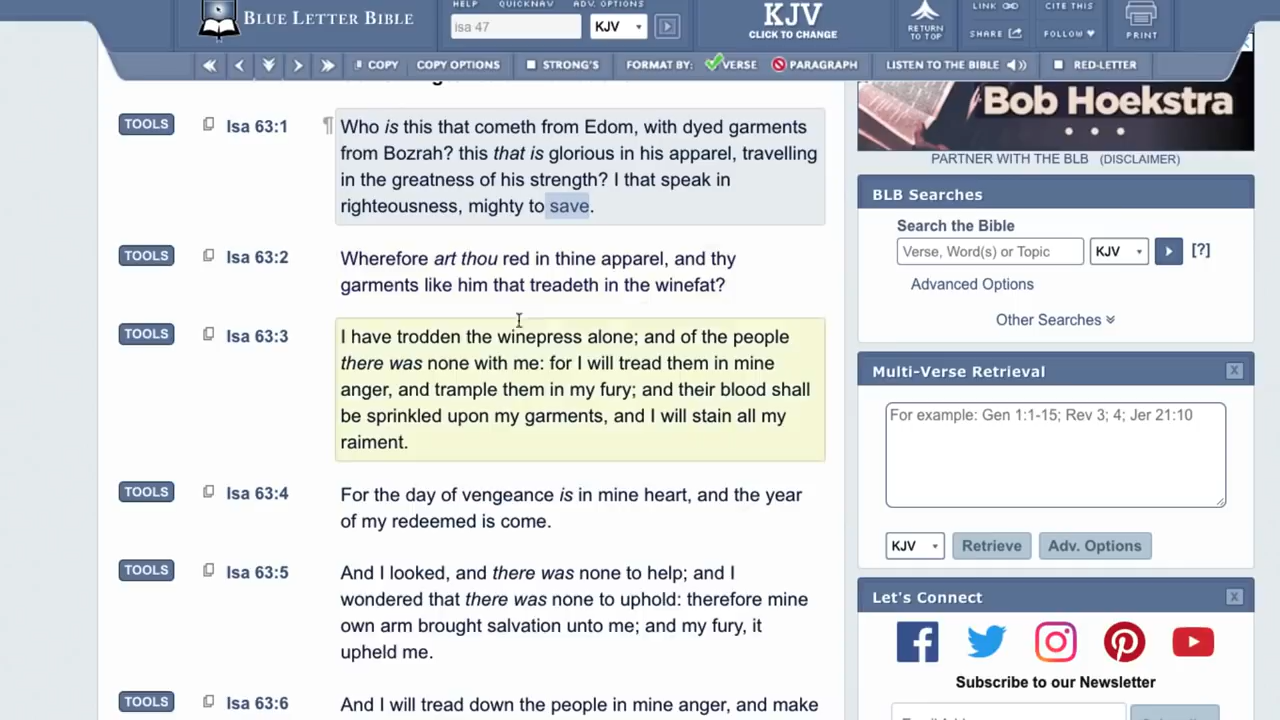 HELP QUICKNAV ADV. OPTIONS
BLUE LETTER BIBLE
isa 47
KJV
KJV
CLICK TO CHANGE
RETURN
TO TOP
LINK
SHARE
CITE THIS
FOLLOW
PRINT
COPY
COPY OPTIONS
STRONG'S
FORMAT BY:
VERSE
PARAGRAPH
LISTEN TO THE BIBLE
RED-LETTER
TOOLS
Isa 63:1
¶ Who is this that cometh from Edom, with dyed garments
from Bozrah? this that is glorious in his apparel, travelling
in the greatness of his strength? I that speak in
righteousness, mighty to save.
TOOLS
Isa 63:2
Wherefore art thou red in thine apparel, and thy
garments like him that treadeth in the winefat?
TOOLS
Isa 63:3
I have trodden the winepress alone; and of the people
there was none with me: for I will tread them in mine
anger, and trample them in my fury; and their blood shall
be sprinkled upon my garments, and I will stain all my
raiment.
TOOLS
Isa 63:4
For the day of vengeance is in mine heart, and the year
of my redeemed is come.
TOOLS
Isa 63:5
And I looked, and there was none to help; and I
wondered that there was none to uphold: therefore mine
own arm brought salvation unto me; and my fury, it
upheld me.
TOOLS
Isa 63:6
And I will tread down the people in mine anger, and make
Bob Hoekstra
PARTNER WITH THE BLB (DISCLAIMER)
BLB Searches
Search the Bible
Verse, Word(s) or Topic
KJV
[?]
Advanced Options
Other Searches
Multi-Verse Retrieval
X
For example: Gen 1:1-15; Rev 3; 4; Jer 21:10
KJV
Retrieve
Adv. Options
Let's Connect
X
Subscribe to our Newsletter